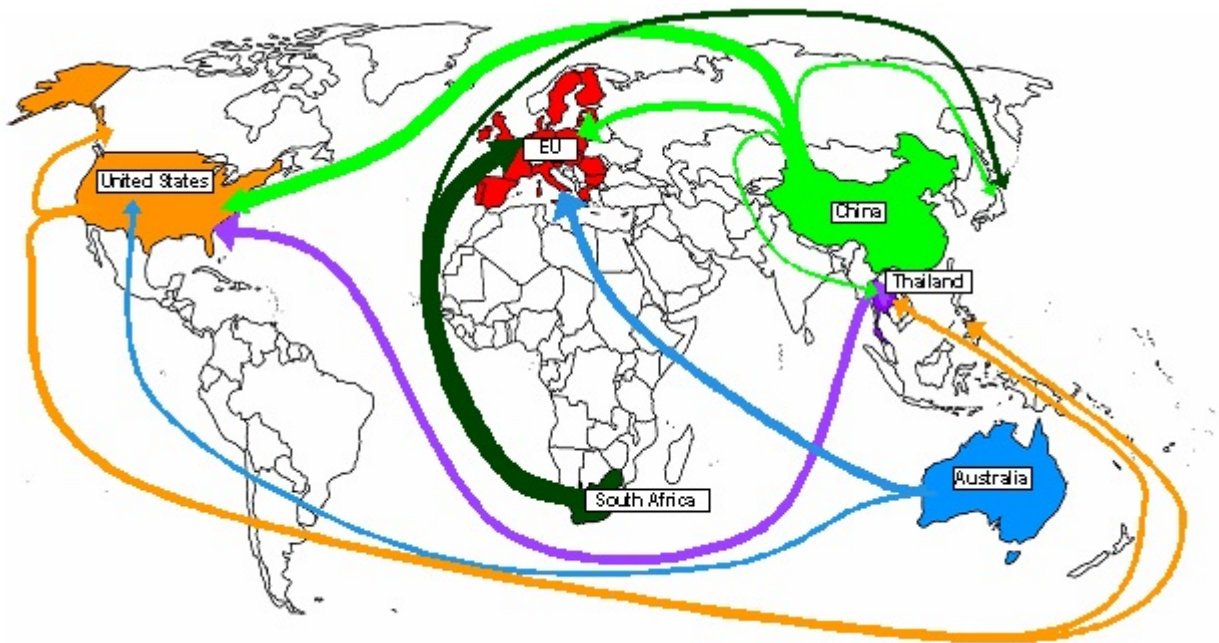 EU
United States
China
Thailand
Australia
South Africa